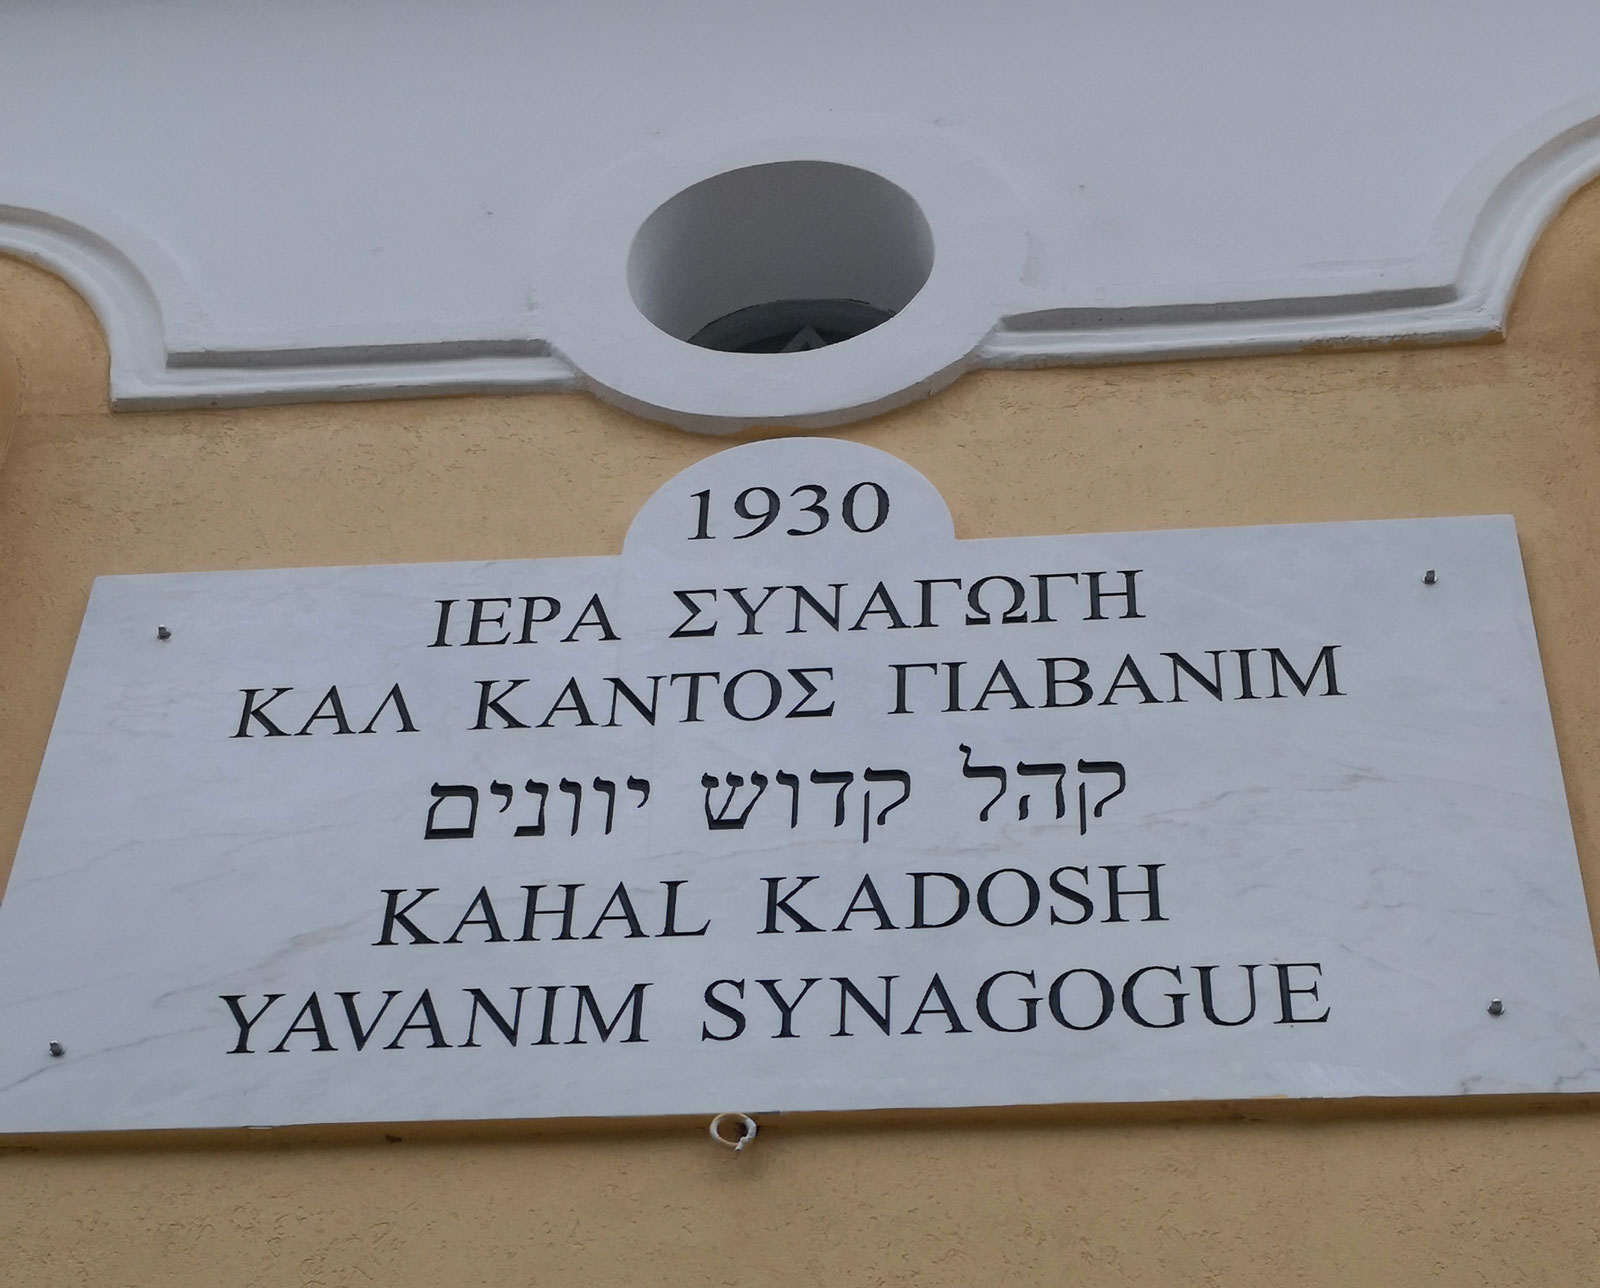 1930
ΙΕΡΑ ΣΥΝΑΓΩΓΗ
ΚΑΛ ΚΑΝΤΟΣ ΓΙΑΒΑΝΙΜ
קהל קדוש יוונים
KAHAL KADOSH
YAVANIM SYNAGOGUE